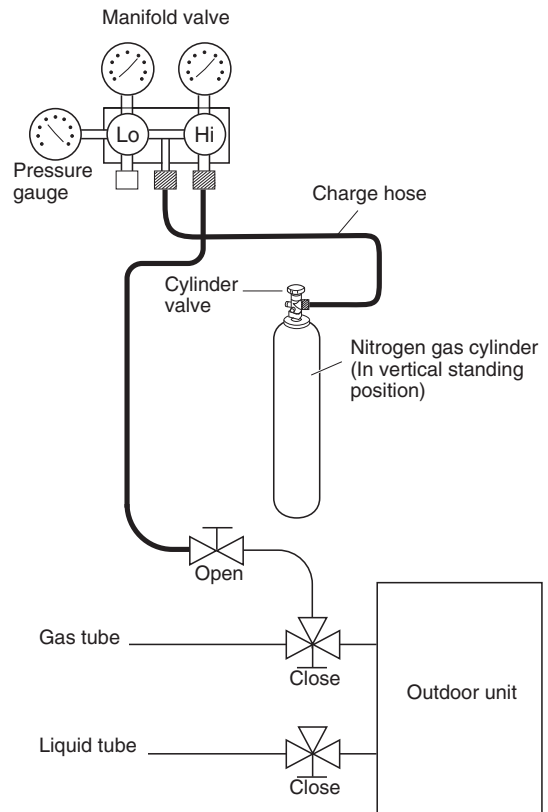 Manifold valve
Lo
Hi
Pressure
gauge
Charge hose
Cylinder
valve
Nitrogen gas cylinder
(In vertical standing
position)
Open
Gas tube
Close
Outdoor unit
Liquid tube
Close